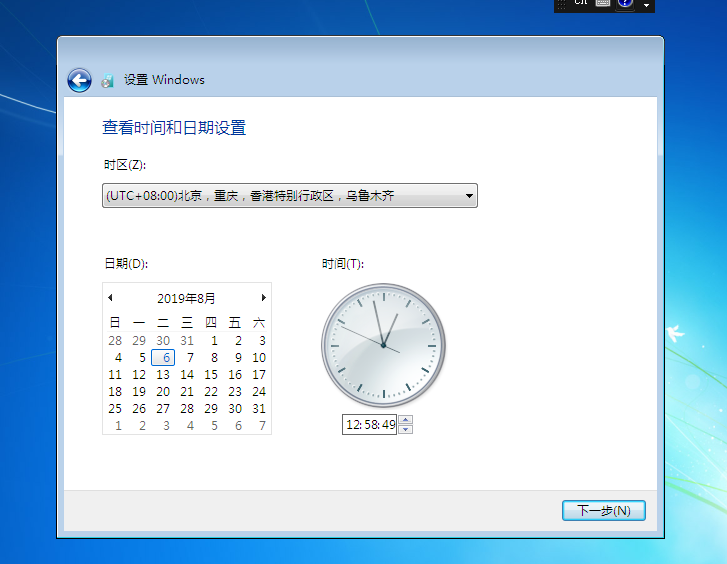 CH
设置 Windows
查看时间和日期设置
时区(Z):
(UTC+08:00)北京，重庆，香港特别行政区，乌鲁木齐
日期(D):
时间(T):
2019年8月
日 一 二 三 四 五 六
28 29 30 31 1 2 3
4 5 6 7 8 9 10
11 12 13 14 15 16 17
18 19 20 21 22 23 24
25 26 27 28 29 30 31
1 2 3 4 5 6 7
12:58:49
下一步(N)